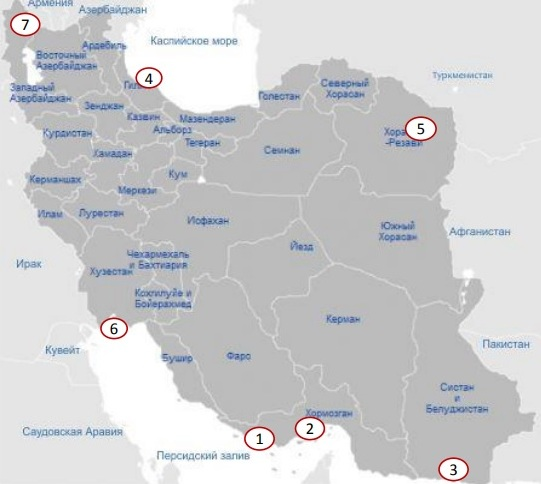 Армения
Азербайджан
7
Каспийское море
Ардебиль
Восточный
Азербайджан
4
Туркменистан
Западный
Азербайджан
Северный
Хорасан
Голестан
Зенджан
Казвин
Мазендеран
Альборз
5
-Резави
Курдистан
Тегеран
Семнан
Хамадан
Кум
Керманшах
Меркези
Илам
Лурестан
Исфахан
Южный
Хорасан
Афганистан
Йезд
Ирак
Чехармехаль
и Бахтиария
Хузестан
Кохгилуйе и
Бойерахмед
6
Керман
Кувейт
Бушир
Фарс
Пакистан
Систан
и
Белуджистан
Хормозган
Саудовская Аравия
1
2
Персидский залив
3